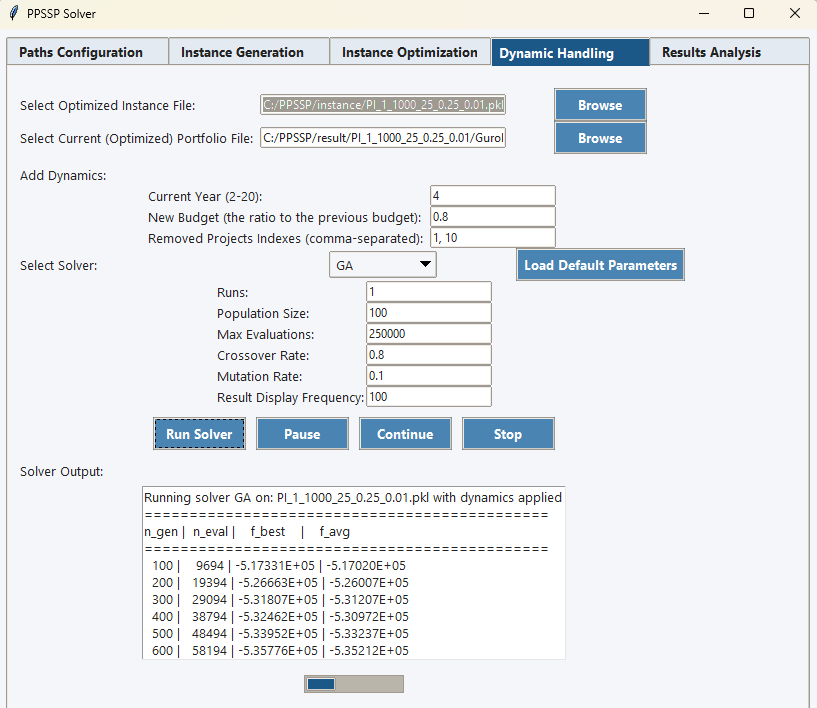 PPSSP Solver
Paths Configuration Instance Generation Instance Optimization Dynamic Handling Results Analysis
Select Optimized Instance File: C:/PPSSP/instance/PI_1_1000_25_0.25_0.01.pkl Browse
Select Current (Optimized) Portfolio File: C:/PPSSP/result/PI_1_1000_25_0.25_0.01/Gurol Browse
Add Dynamics:
Current Year (2-20): 4
New Budget (the ratio to the previous budget): 0.8
Removed Projects Indexes (comma-separated): 1, 10
Select Solver: GA Load Default Parameters
Runs: 1
Population Size: 100
Max Evaluations: 250000
Crossover Rate: 0.8
Mutation Rate: 0.1
Result Display Frequency: 100
Run Solver Pause Continue Stop
Solver Output:
Running solver GA on: PI_1_1000_25_0.25_0.01.pkl with dynamics applied
=============================================
n_gen | n_eval | f_best | f_avg
=============================================
100 | 9694 | -5.17331E+05 | -5.17020E+05
200 | 19394 | -5.26663E+05 | -5.26007E+05
300 | 29094 | -5.31807E+05 | -5.31207E+05
400 | 38794 | -5.32462E+05 | -5.30972E+05
500 | 48494 | -5.33952E+05 | -5.33237E+05
600 | 58194 | -5.35776E+05 | -5.35212E+05